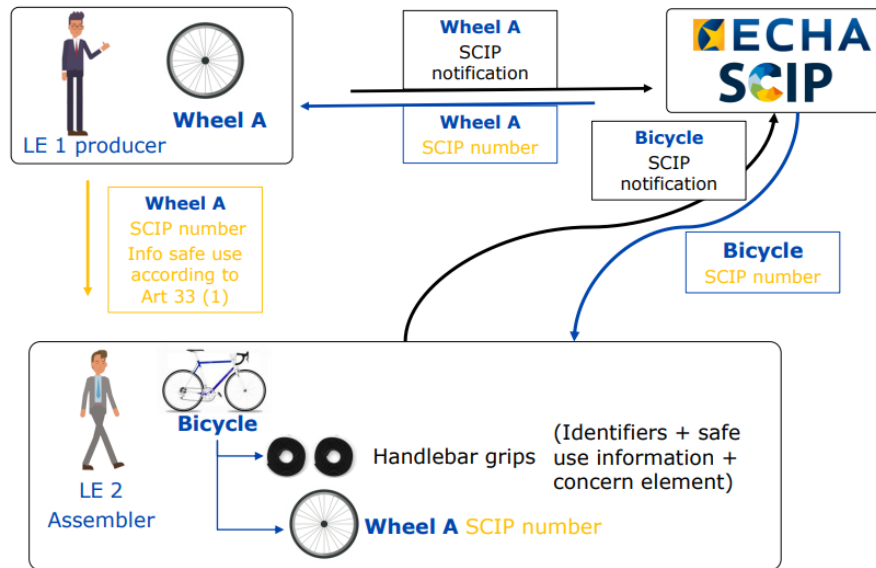 Wheel A
SCIP
notification
ECHA
SCIP
Wheel A
LE 1 producer
Wheel A
SCIP number
Bicycle
SCIP
notification
Wheel A
SCIP number
Info safe use
according to
Art 33 (1)
Bicycle
SCIP number
Bicycle
Handlebar grips
(Identifiers + safe
use information +
concern element)
LE 2
Assembler
Wheel A SCIP number